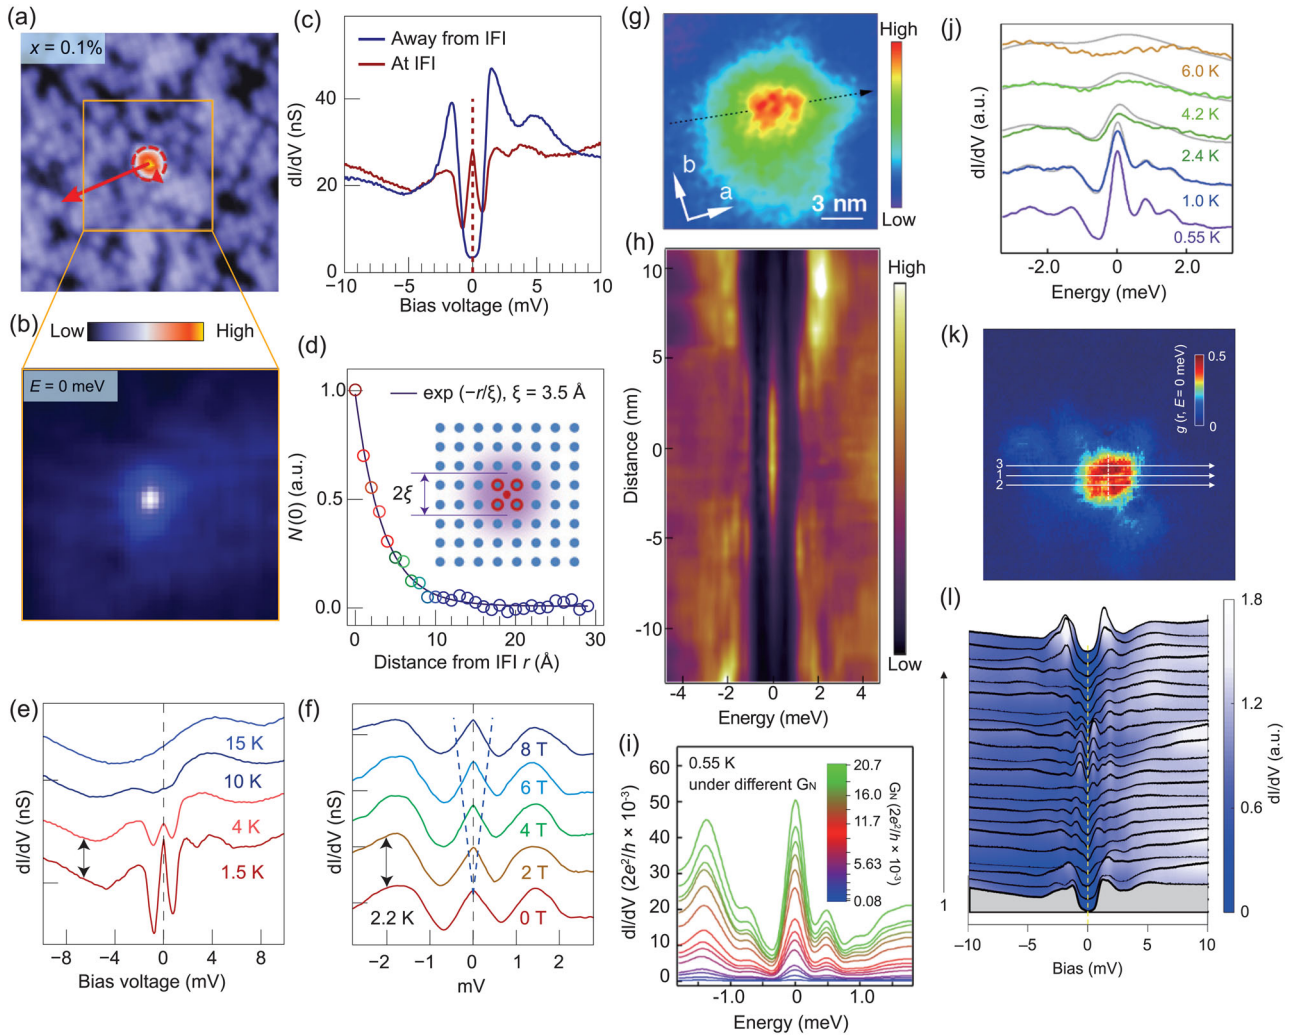 (a)
x = 0.1%
(b)
Low
High
E = 0 meV
(c)
Away from IFI
At IFI
dI/dV (nS)
40
20
0
−10
−5
0
5
10
Bias voltage (mV)
(d)
exp (−r/ξ), ξ = 3.5 Å
2ξ
N(0) (a.u.)
1.0
0.5
0.0
0
10
20
30
Distance from IFI r (Å)
(e)
15 K
10 K
4 K
1.5 K
dI/dV (nS)
−8
−4
0
4
8
Bias voltage (mV)
(f)
8 T
6 T
4 T
2 T
0 T
2.2 K
dI/dV (nS)
−2
−1
0
1
2
mV
(g)
High
Low
b
a
3 nm
(h)
High
Low
10
5
0
-5
-10
Distance (nm)
-4
-2
0
2
4
Energy (meV)
(i)
0.55 K
under different GN
20.7
16.0
11.7
5.63
0.08
GN (2e²/h × 10⁻³)
60
50
40
30
20
10
0
dI/dV (2e²/h × 10⁻³)
-1.0
0
1.0
Energy (meV)
(j)
6.0 K
4.2 K
2.4 K
1.0 K
0.55 K
dI/dV (a.u.)
-2.0
0
2.0
Energy (meV)
(k)
g (r, E = 0 meV)
0.5
0
3
1
2
(l)
1
1.8
1.2
0.6
0
dI/dV (a.u.)
−10
−5
0
5
10
Bias (mV)